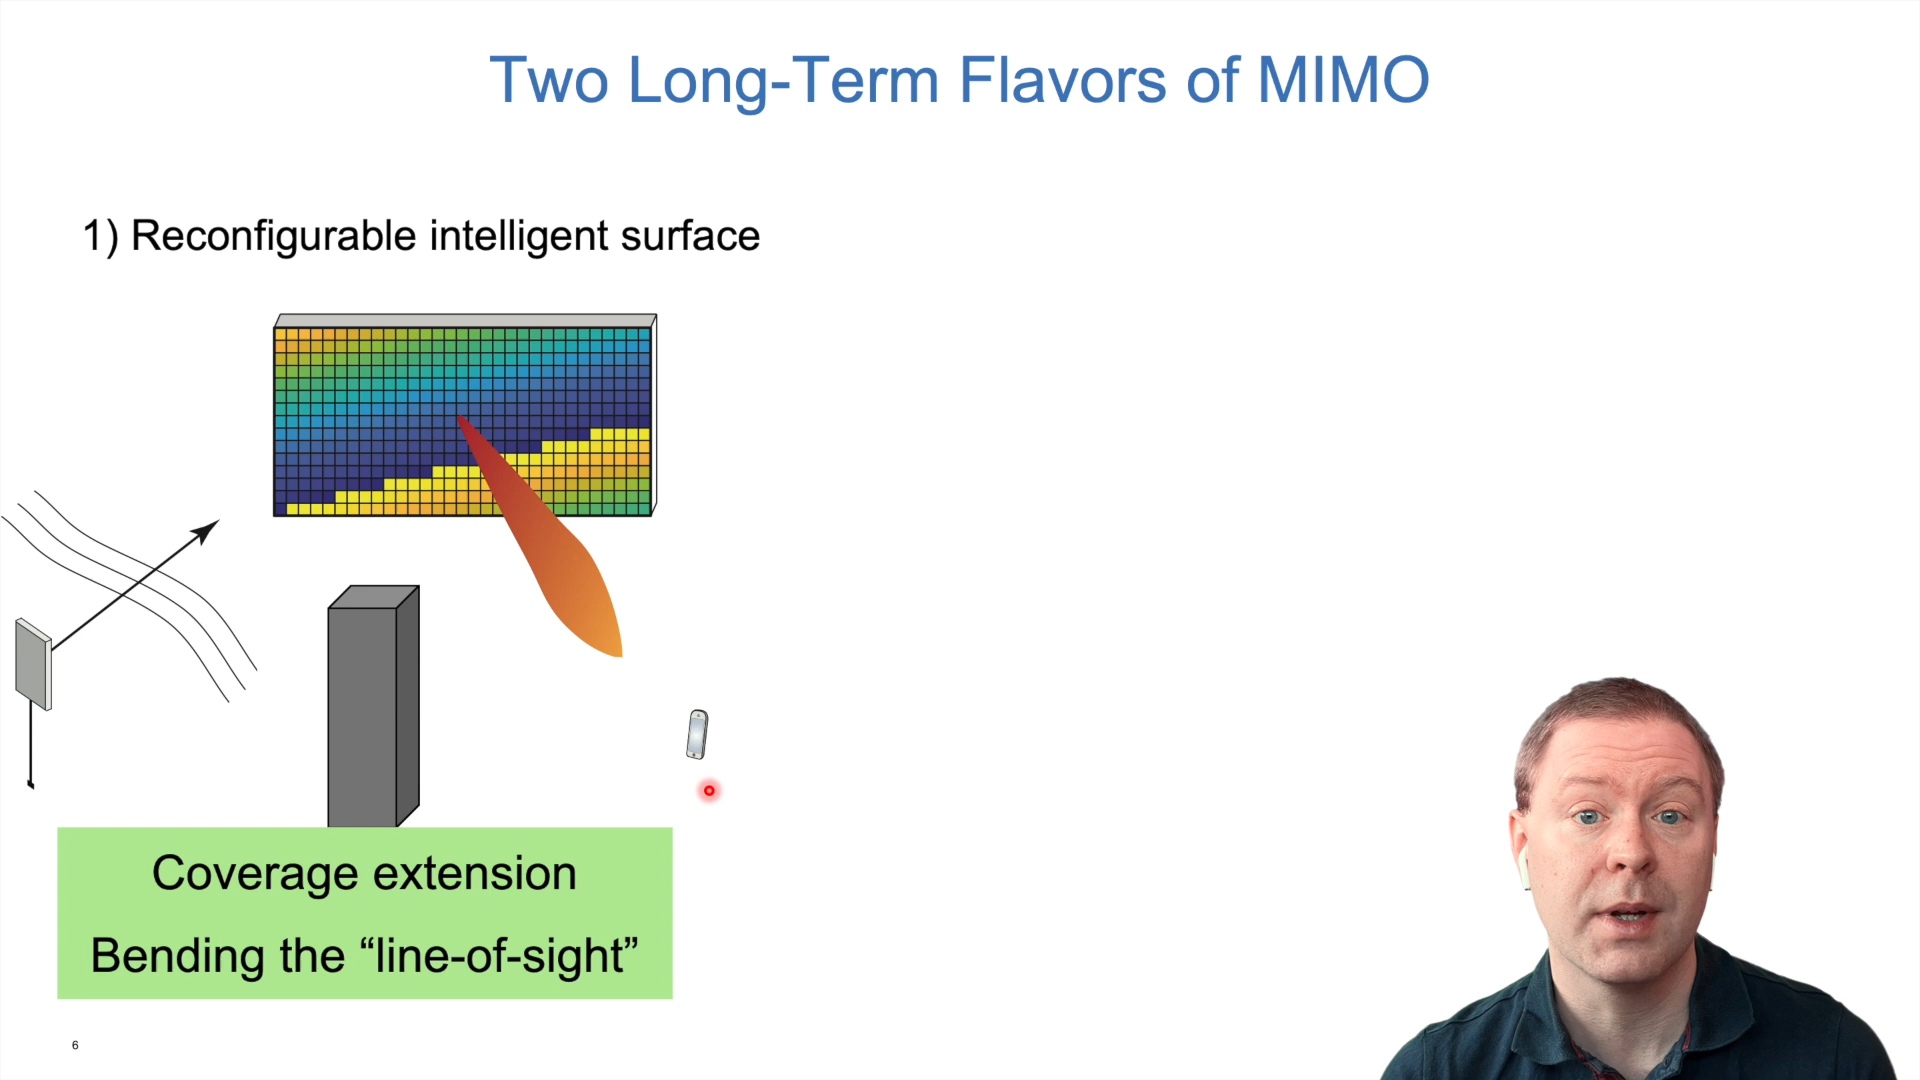 Two Long-Term Flavors of MIMO
1) Reconfigurable intelligent surface
Coverage extension
Bending the “line-of-sight”
6